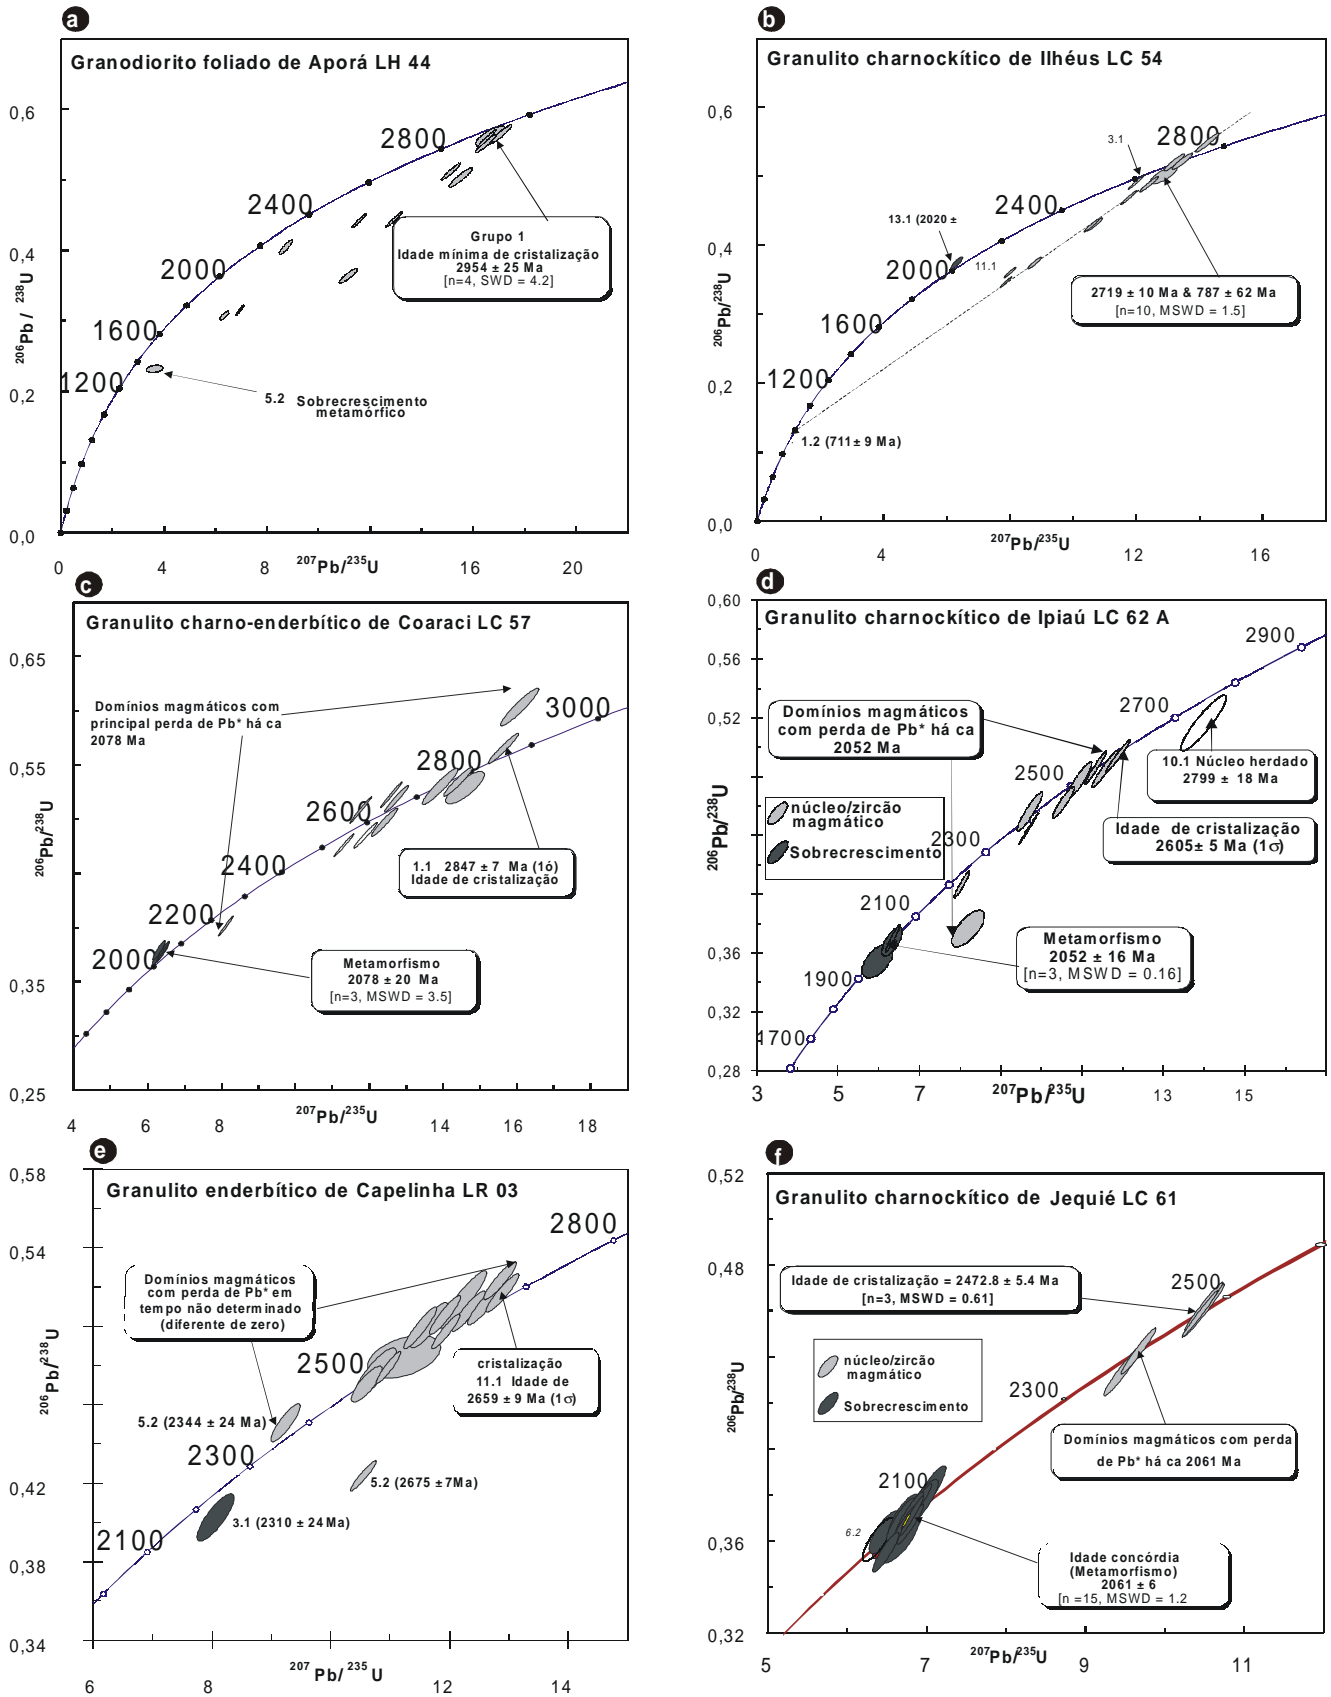 a
Granodiorito foliado de Aporá LH 44
0,6
0,4
0,2
0,0
206Pb / 238U
2800
2400
2000
1600
1200
Grupo 1
Idade mínima de cristalização
2954 ± 25 Ma
[n=4, SWD = 4.2]
5.2 Sobrecrescimento
metamórfico
0 4 8 16 20
207Pb/235U
b
Granulito charnockítico de Ilhéus LC 54
0,6
0,4
0,2
0,0
206Pb/238U
2800
2400
2000
1600
1200
3.1
13.1 (2020 ±
11.1
2719 ± 10 Ma & 787 ± 62 Ma
[n=10, MSWD = 1.5]
1.2 (711± 9 Ma)
0 4 12 16
207Pb/235U
c
Granulito charno-enderbítico de Coaraci LC 57
0,65
0,55
0,35
0,25
206Pb/238U
Domínios magmáticos com
principal perda de Pb* há ca
2078 Ma
3000
2800
2600
2400
2200
2000
1.1 2847 ± 7 Ma (1ó)
Idade de cristalização
Metamorfismo
2078 ± 20 Ma
[n=3, MSWD = 3.5]
4 6 8 14 16 18
207Pb/235U
d
Granulito charnockítico de Ipiaú LC 62 A
0,60
0,56
0,52
0,36
0,32
0,28
206Pb/238U
2900
2700
2500
2300
2100
1900
1700
Domínios magmáticos
com perda de Pb* há ca
2052 Ma
10.1 Núcleo herdado
2799 ± 18 Ma
núcleo/zircão
magmático
Sobrecrescimento
Idade de cristalização
2605± 5 Ma (1σ)
Metamorfismo
2052 ± 16 Ma
[n=3, MSWD = 0.16]
3 5 7 13 15
207Pb/235U
e
Granulito enderbítico de Capelinha LR 03
0,58
0,54
0,42
0,38
0,34
206Pb/238U
2800
2500
2300
2100
Domínios magmáticos
com perda de Pb* em
tempo não determinado
(diferente de zero)
cristalização
11.1 Idade de
2659 ± 9 Ma (1σ)
5.2 (2344 ± 24 Ma)
5.2 (2675 ± 7Ma)
3.1 (2310 ± 24Ma)
6 8 12 14
207Pb/235U
f
Granulito charnockítico de Jequié LC 61
0,52
0,48
0,36
0,32
206Pb/238U
Idade de cristalização = 2472.8 ± 5.4 Ma
[n=3, MSWD = 0.61]
2500
2300
2100
núcleo/zircão
magmático
Sobrecrescimento
Domínios magmáticos com perda
de Pb* há ca 2061 Ma
6.2
Idade concórdia
(Metamorfismo)
2061 ± 6
[n =15, MSWD = 1.2
5 7 9 11
207Pb/235U